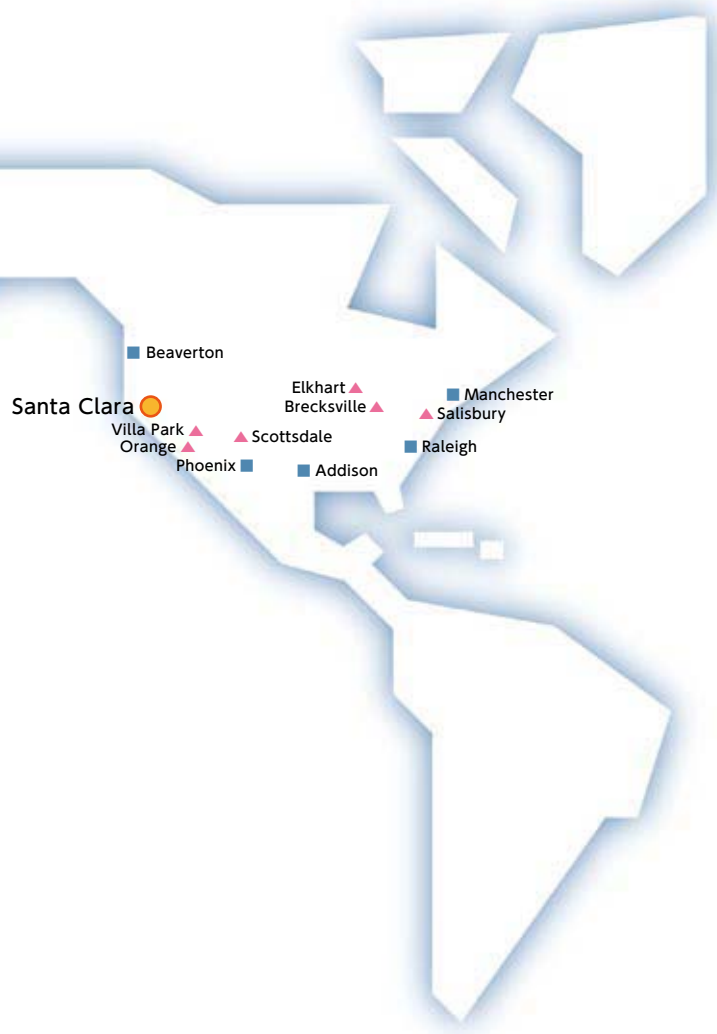 Beaverton
Elkhart
Manchester
Santa Clara
Brecksville
Salisbury
Villa Park
Scottsdale
Orange
Raleigh
Phoenix
Addison